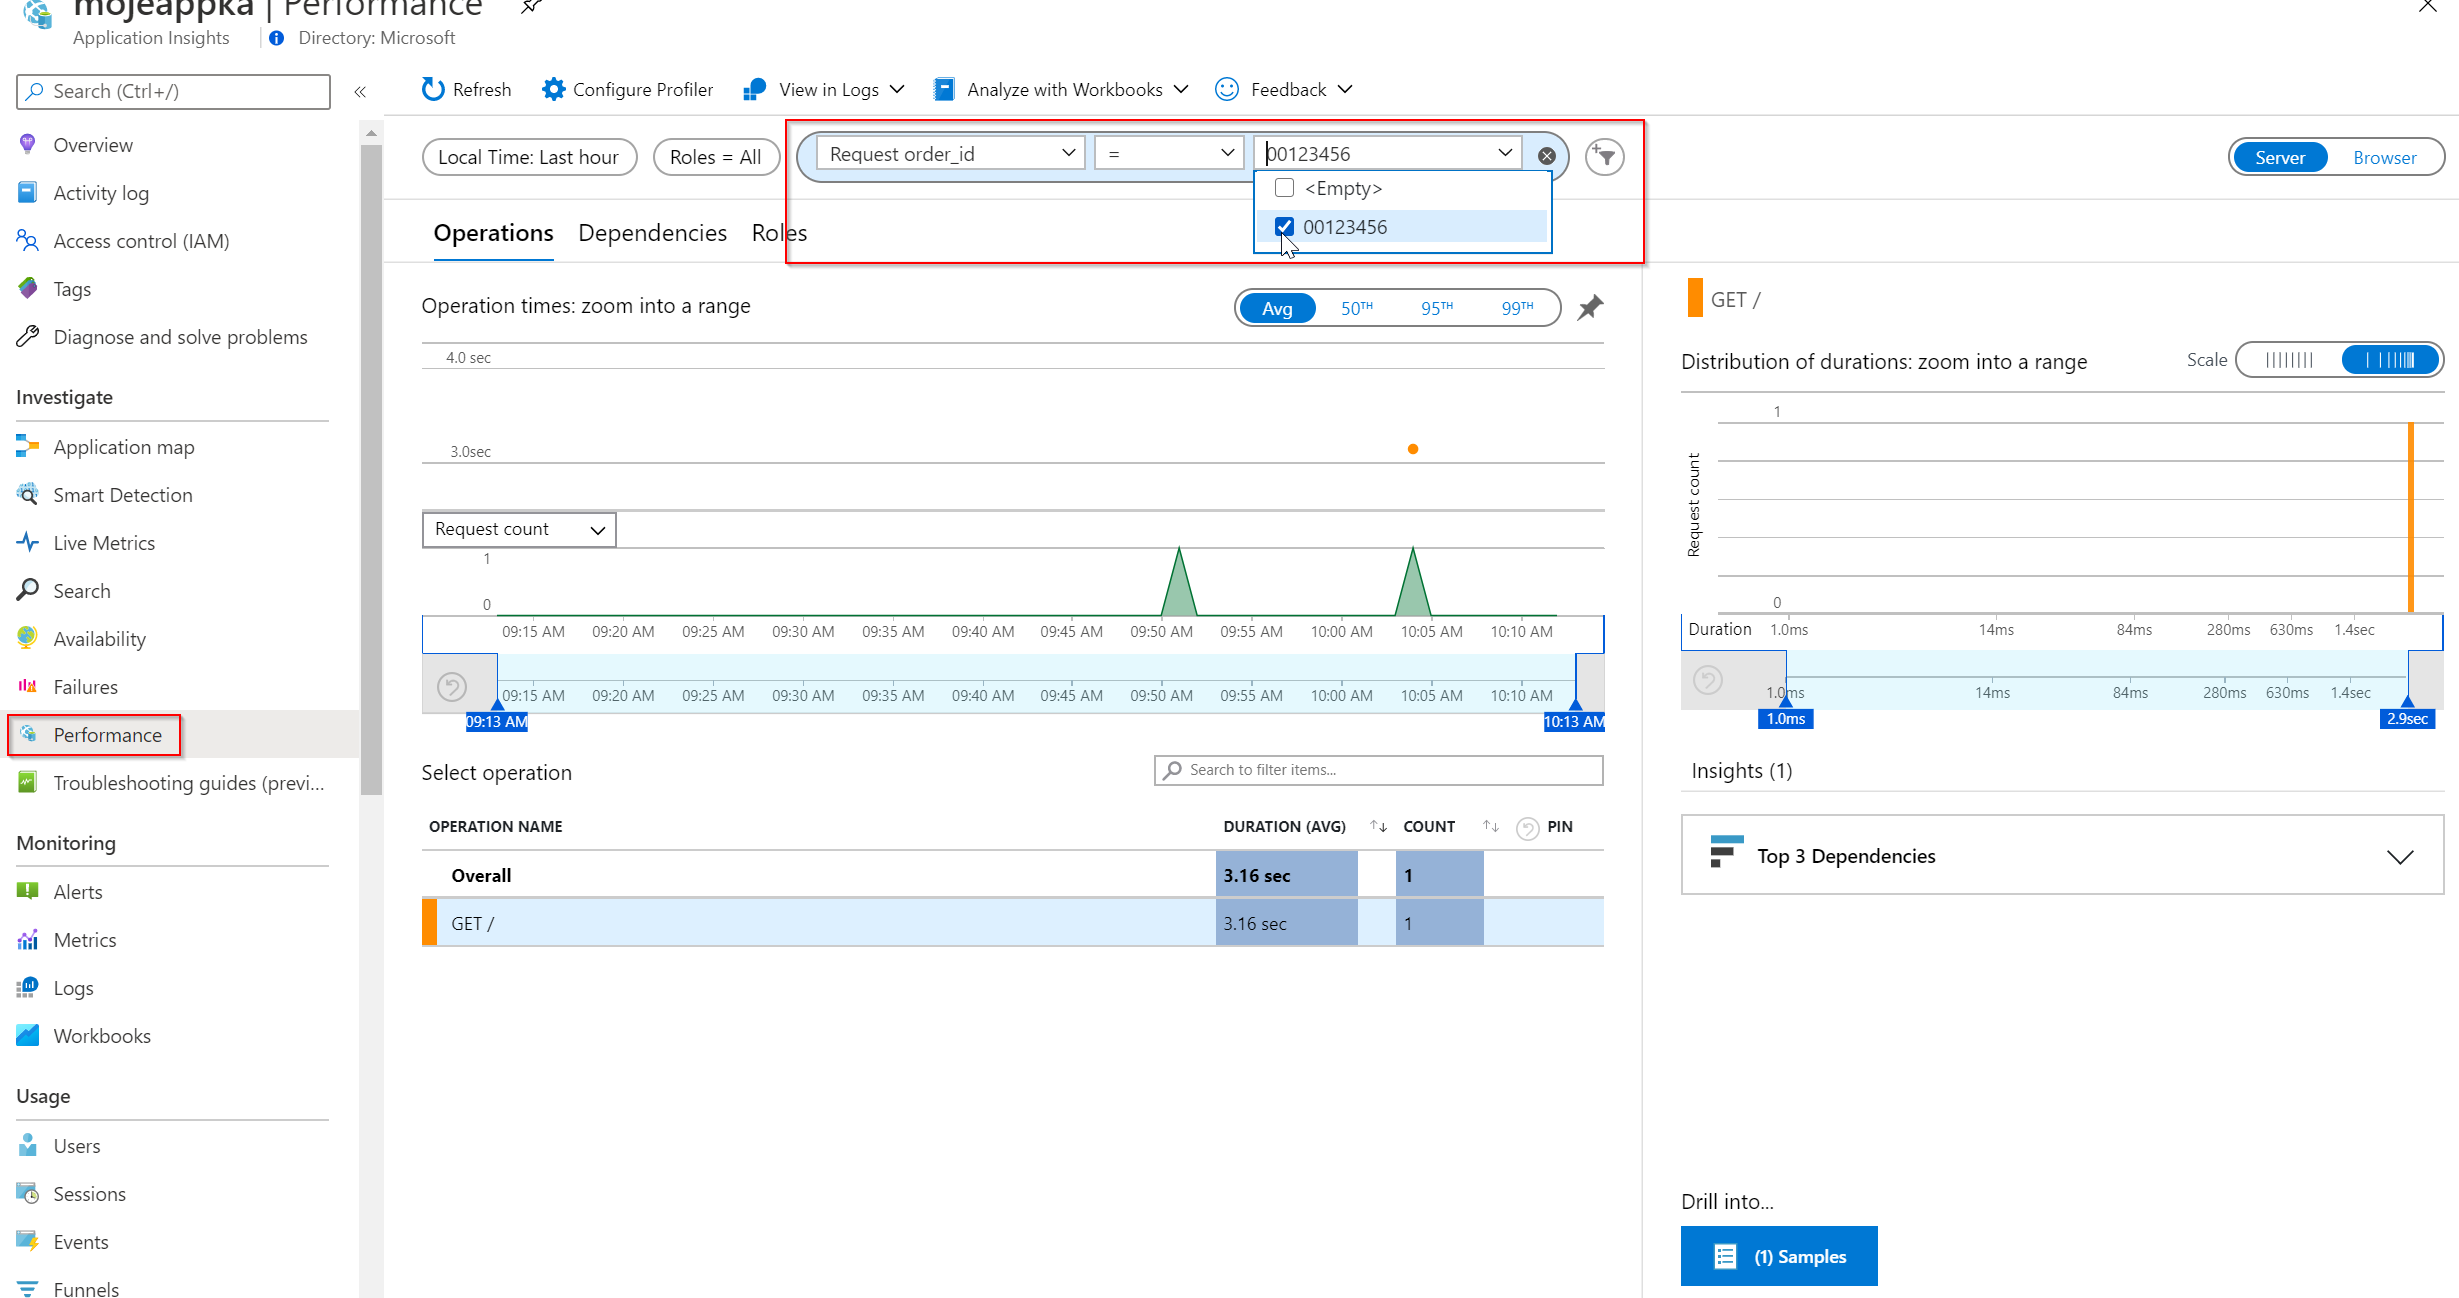 mojeappka | Performance
Application Insights
Directory: Microsoft
Search (Ctrl+/)
«
Overview
Activity log
Access control (IAM)
Tags
Diagnose and solve problems
Investigate
Application map
Smart Detection
Live Metrics
Search
Availability
Failures
Performance
Troubleshooting guides (previ...
Monitoring
Alerts
Metrics
Logs
Workbooks
Usage
Users
Sessions
Events
Funnels
Refresh
Configure Profiler
View in Logs
Analyze with Workbooks
Feedback
Local Time: Last hour
Roles = All
Request order_id
=
00123456
<Empty>
00123456
Server
Browser
Operations
Dependencies
Roles
Operation times: zoom into a range
Avg
50TH
95TH
99TH
4.0 sec
3.0sec
Request count
1
0
09:15 AM 09:20 AM 09:25 AM 09:30 AM 09:35 AM 09:40 AM 09:45 AM 09:50 AM 09:55 AM 10:00 AM 10:05 AM 10:10 AM
09:15 AM 09:20 AM 09:25 AM 09:30 AM 09:35 AM 09:40 AM 09:45 AM 09:50 AM 09:55 AM 10:00 AM 10:05 AM 10:10 AM
09:13 AM
10:13 AM
Select operation
Search to filter items...
OPERATION NAME DURATION (AVG) COUNT PIN
Overall 3.16 sec 1
GET / 3.16 sec 1
GET /
Distribution of durations: zoom into a range
Scale
1
Request count
0
Duration 1.0ms 14ms 84ms 280ms 630ms 1.4sec
1.0ms 14ms 84ms 280ms 630ms 1.4sec
1.0ms
2.9sec
Insights (1)
Top 3 Dependencies
Drill into...
(1) Samples